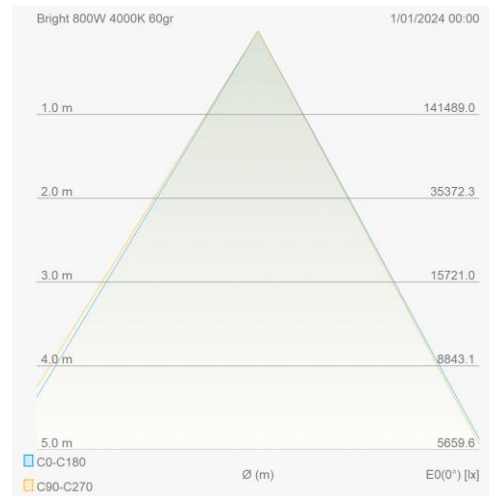 Bright 800W 4000K 60gr 1/01/2024 00:00
1.0 m 141489.0
2.0 m 35372.3
3.0 m 15721.0
4.0 m 8843.1
5.0 m 5659.6
C0-C180
Ø (m) E0(0°) [lx]
C90-C270